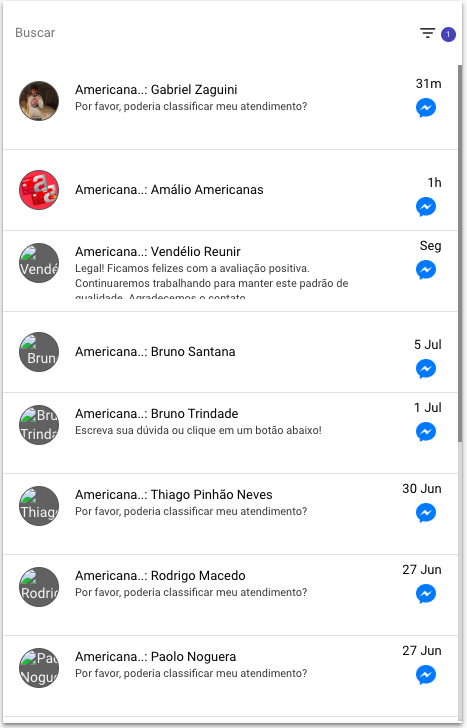 Buscar
1
Americana..: Gabriel Zaguini
31m
Por favor, poderia classificar meu atendimento?
Americana..: Amálio Americanas
1h
Americana..: Vendélio Reunir
Seg
Legal! Ficamos felizes com a avaliação positiva.
Continuaremos trabalhando para manter este padrão de
qualidade. Agradecemos o contato
Vendé
Americana..: Bruno Santana
5 Jul
Brun
Americana..: Bruno Trindade
1 Jul
Escreva sua dúvida ou clique em um botão abaixo!
Bru
Trinda
Americana..: Thiago Pinhão Neves
30 Jun
Por favor, poderia classificar meu atendimento?
Thiag
Americana..: Rodrigo Macedo
27 Jun
Por favor, poderia classificar meu atendimento?
Rodri
Americana..: Paolo Noguera
27 Jun
Por favor, poderia classificar meu atendimento?
Pao
Nogue